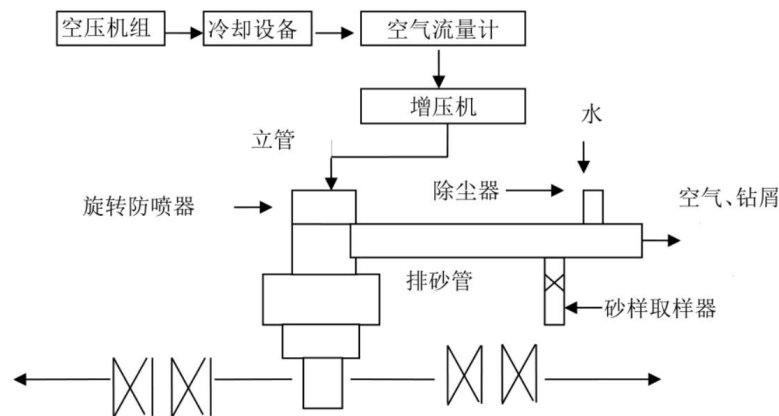 空压机组
冷却设备
空气流量计
增压机
水
立管
除尘器
旋转防喷器
空气、钻屑
排砂管
砂样取样器